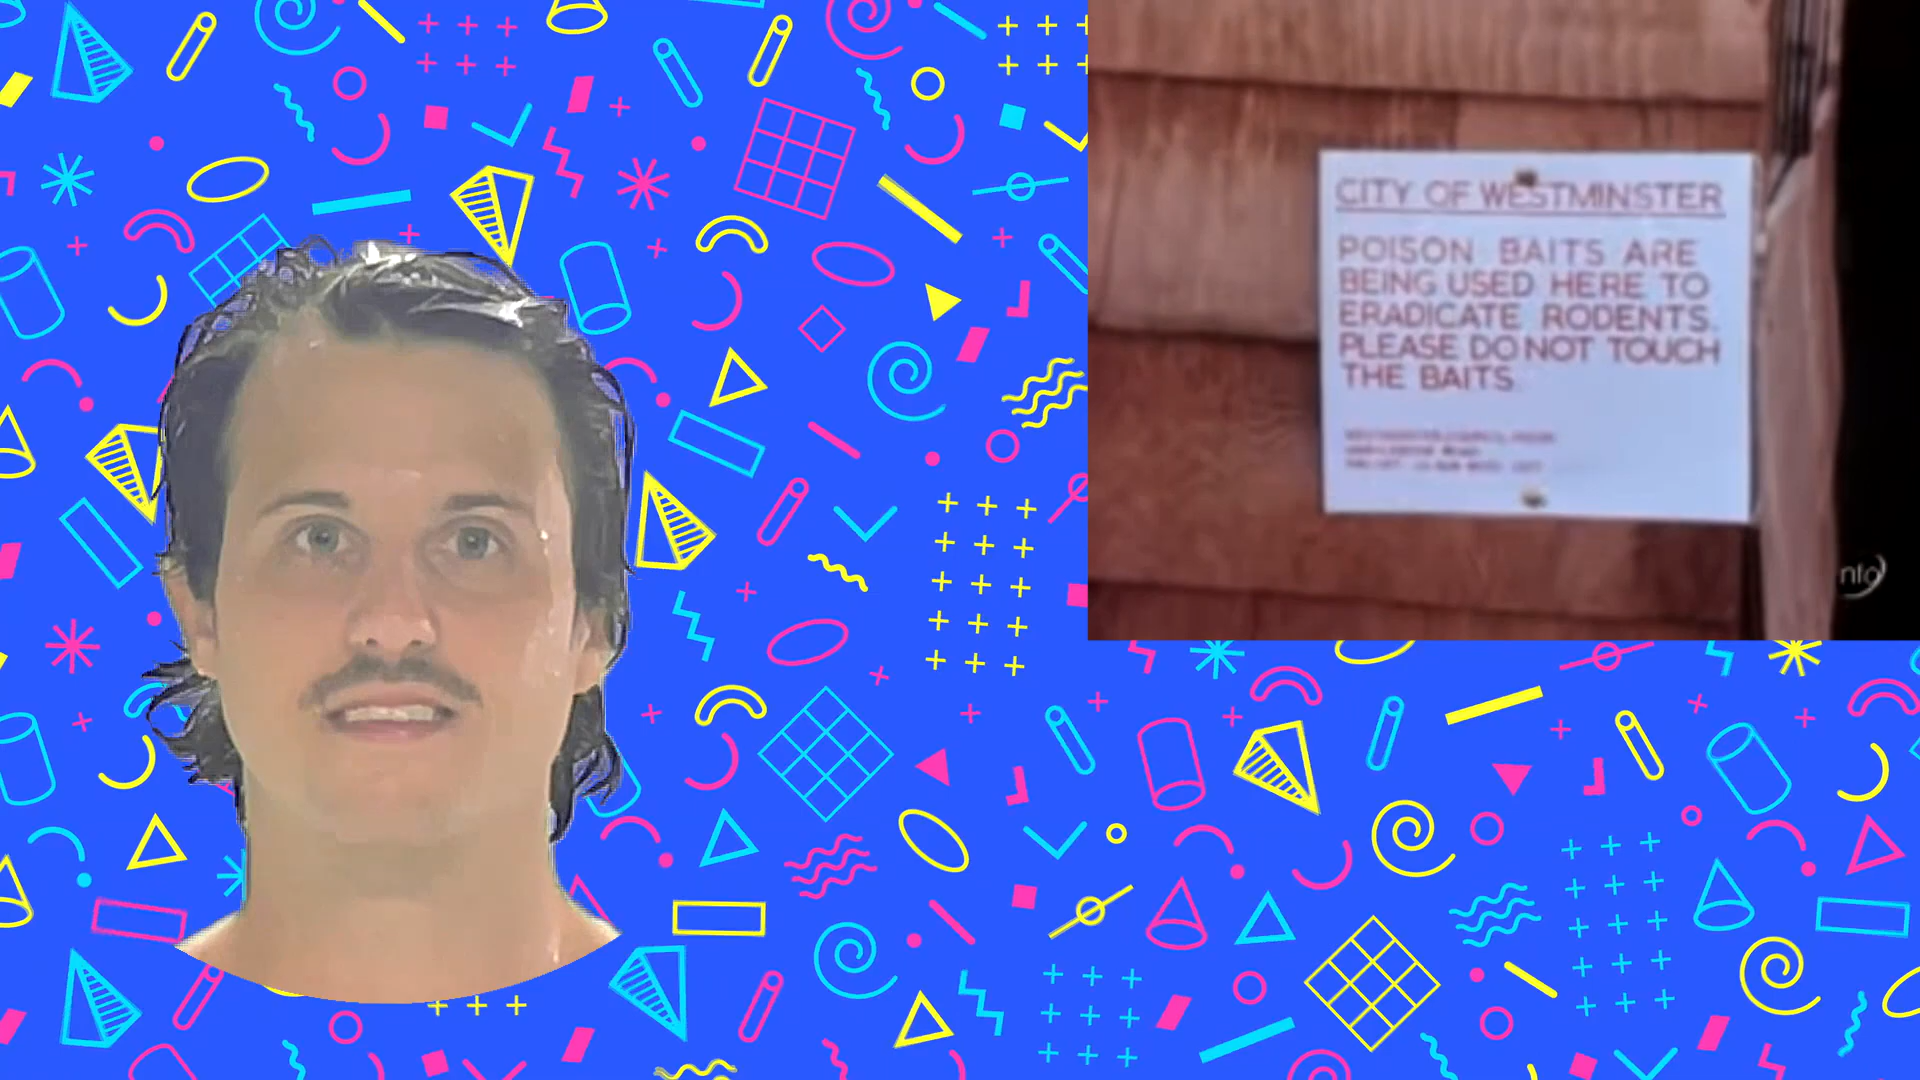 CITY OF WESTMINSTER
POISON BAITS ARE
BEING USED HERE TO
ERADICATE RODENTS.
PLEASE DO NOT TOUCH
THE BAITS